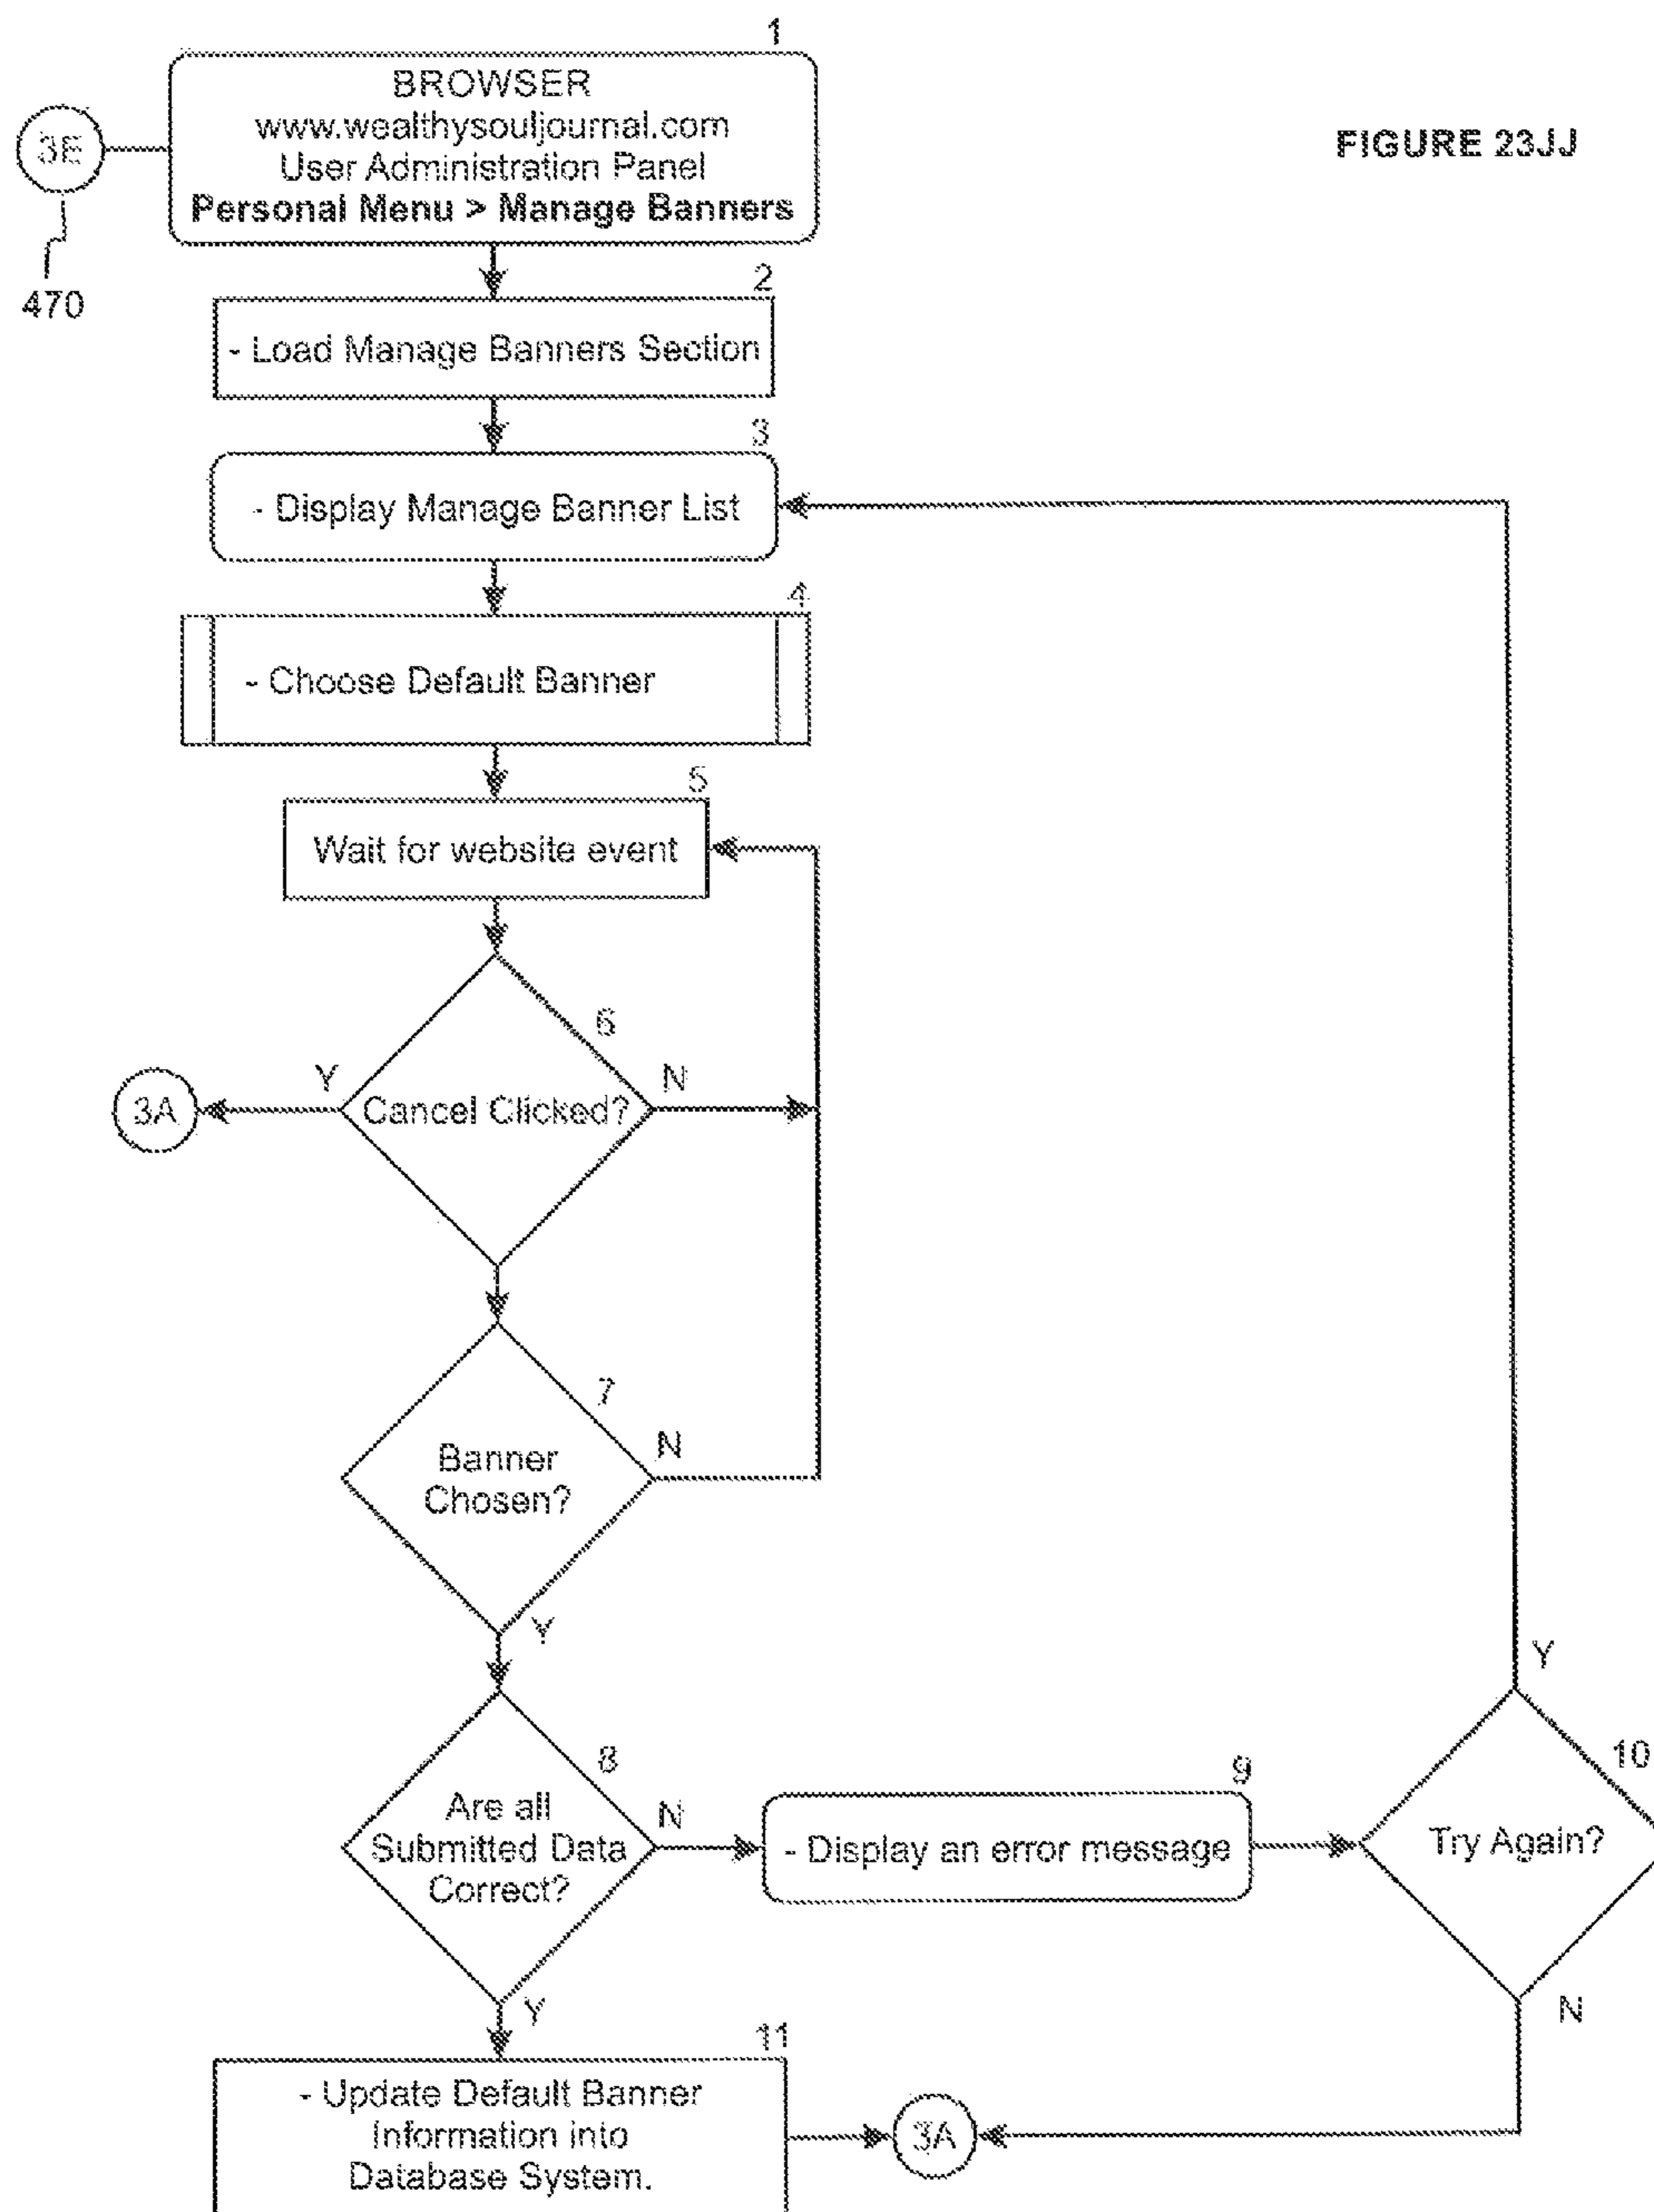 1
BROWSER
www.wealthysouljournal.com
User Administration Panel
Personal Menu > Manage Banners
3E
470
FIGURE 23JJ
2
- Load Manage Banners Section
3
- Display Manage Banner List
4
- Choose Default Banner
5
Wait for website event
6
Y
N
3A
Cancel Clicked?
7
N
Banner
Chosen?
Y
8
N
Are all
Submitted Data
Correct?
Y
9
- Display an error message
Y
10
Try Again?
N
11
- Update Default Banner
Information into
Database System.
3A